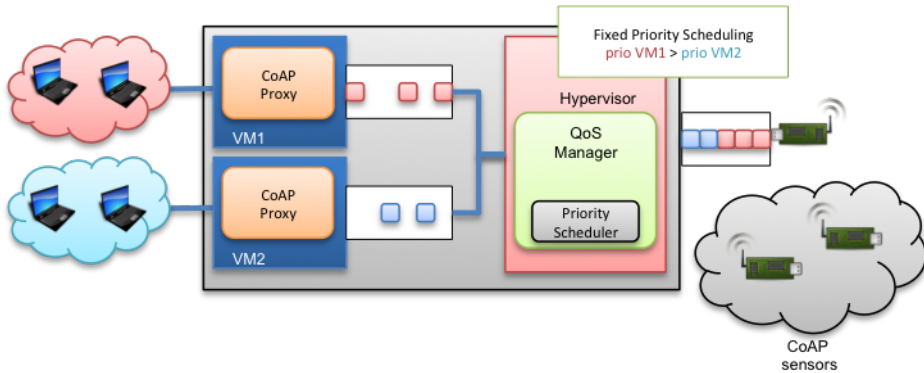 Fixed Priority Scheduling
prio VM1 > prio VM2
CoAP
Proxy
VM1
Hypervisor
QoS
Manager
Priority
Scheduler
CoAP
Proxy
VM2
CoAP
sensors